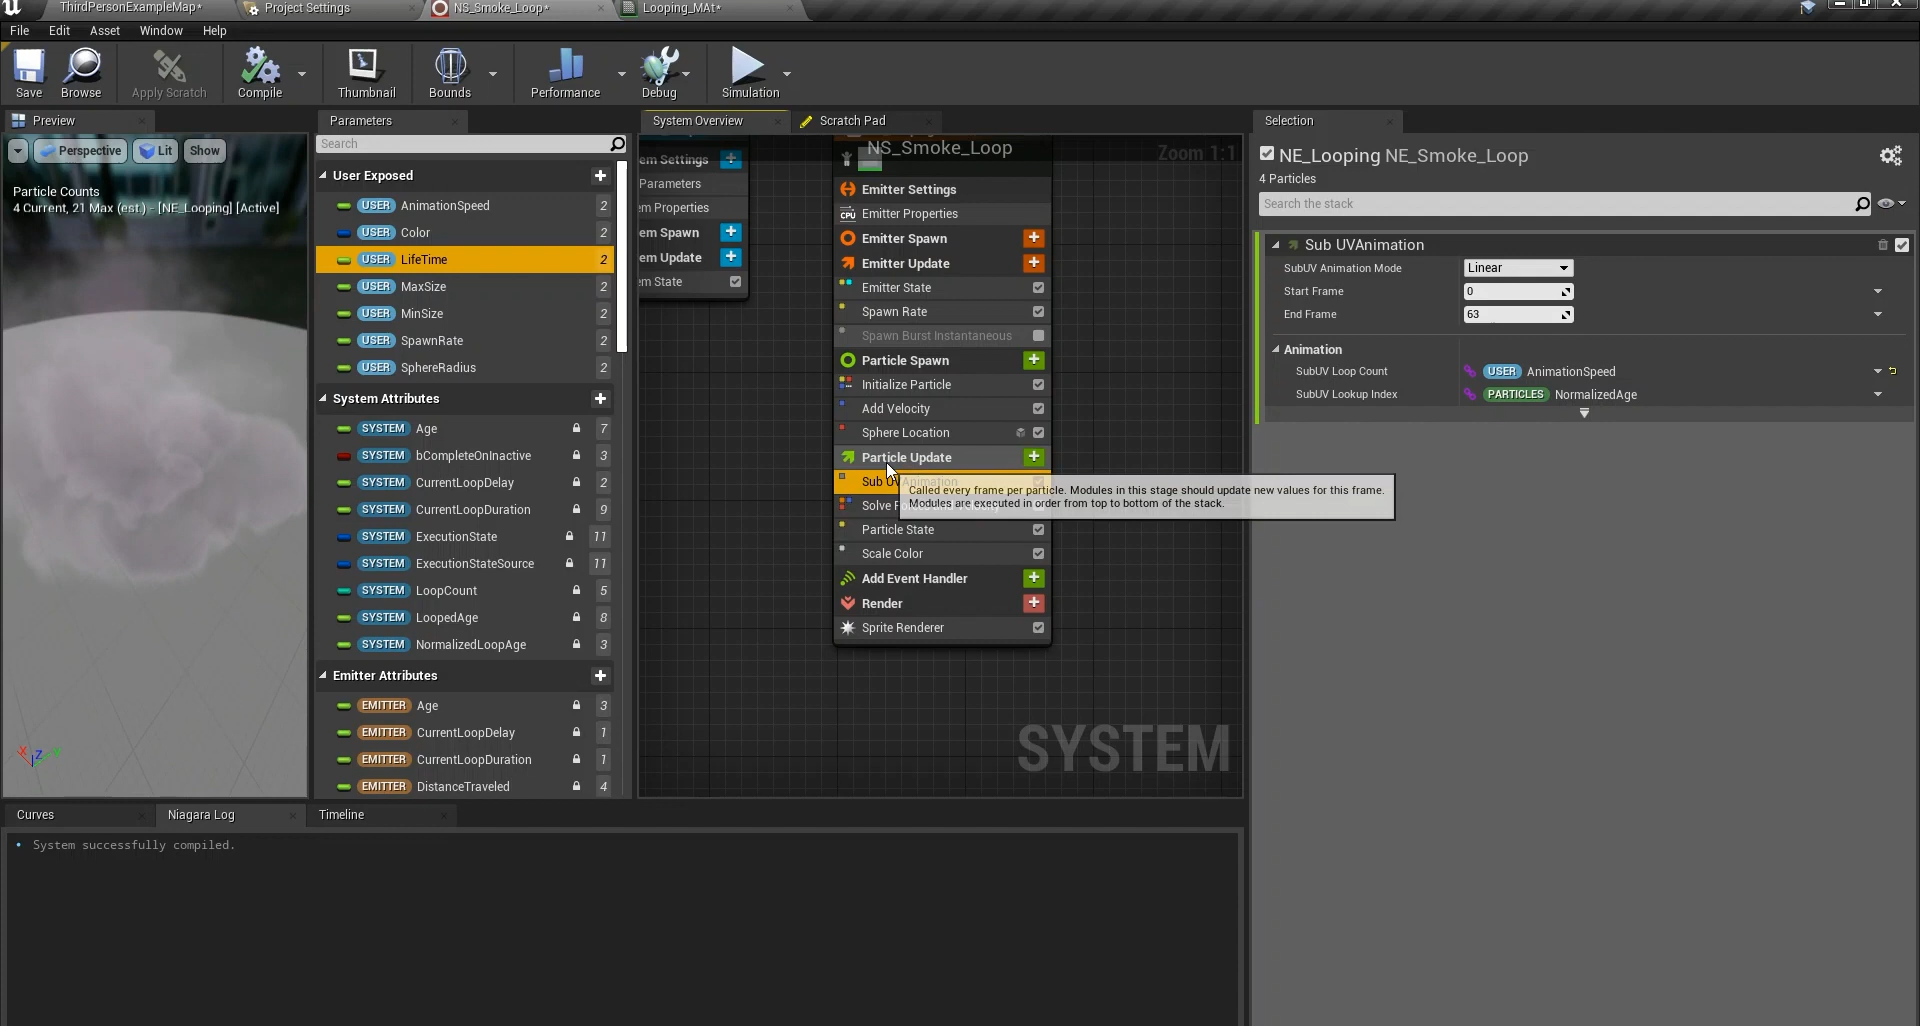 ThirdPersonExampleMap*
Project Settings
NS_Smoke_Loop*
Looping_MAt*
File Edit Asset Window Help
Save
Browse
Apply Scratch
Compile
Thumbnail
Bounds
Performance
Debug
Simulation
Preview
Perspective
Lit
Show
Particle Counts
4 Current, 21 Max (est.) - [NE_Looping] [Active]
X Z Y
Parameters
Search
User Exposed
USER AnimationSpeed 2
USER Color 2
USER LifeTime 2
USER MaxSize 2
USER MinSize 2
USER SpawnRate 2
USER SphereRadius 2
System Attributes
SYSTEM Age 7
SYSTEM bCompleteOnInactive 3
SYSTEM CurrentLoopDelay 2
SYSTEM CurrentLoopDuration 9
SYSTEM ExecutionState 11
SYSTEM ExecutionStateSource 11
SYSTEM LoopCount 5
SYSTEM LoopedAge 8
SYSTEM NormalizedLoopAge 3
Emitter Attributes
EMITTER Age 3
EMITTER CurrentLoopDelay 1
EMITTER CurrentLoopDuration 1
EMITTER DistanceTraveled 4
System Overview
Scratch Pad
Zoom 1:1
em Settings
Parameters
em Properties
em Spawn
em Update
em State
NS_Smoke_Loop
Emitter Settings
CPU Emitter Properties
Emitter Spawn
Emitter Update
Emitter State
Spawn Rate
Spawn Burst Instantaneous
Particle Spawn
Initialize Particle
Add Velocity
Sphere Location
Particle Update
Sub UVAnimation
Called every frame per particle. Modules in this stage should update new values for this frame.
Modules are executed in order from top to bottom of the stack.
Solve
Particle State
Scale Color
Add Event Handler
Render
Sprite Renderer
SYSTEM
Selection
NE_Looping NE_Smoke_Loop
4 Particles
Search the stack
Sub UVAnimation
SubUV Animation Mode Linear
Start Frame 0
End Frame 63
Animation
SubUV Loop Count USER AnimationSpeed
SubUV Lookup Index PARTICLES NormalizedAge
Curves
Niagara Log
Timeline
• System successfully compiled.